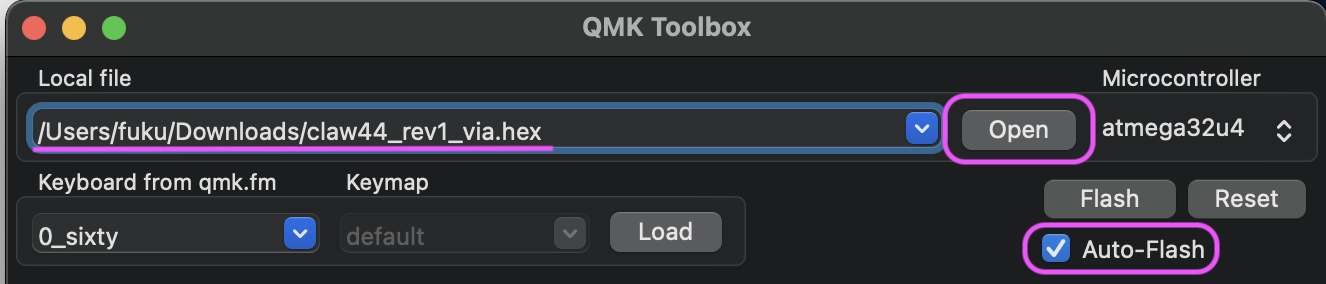 QMK Toolbox
Local file
Microcontroller
/Users/fuku/Downloads/claw44_rev1_via.hex
Open
atmega32u4
Keyboard from qmk.fm
Keymap
Flash
Reset
0_sixty
default
Load
Auto-Flash